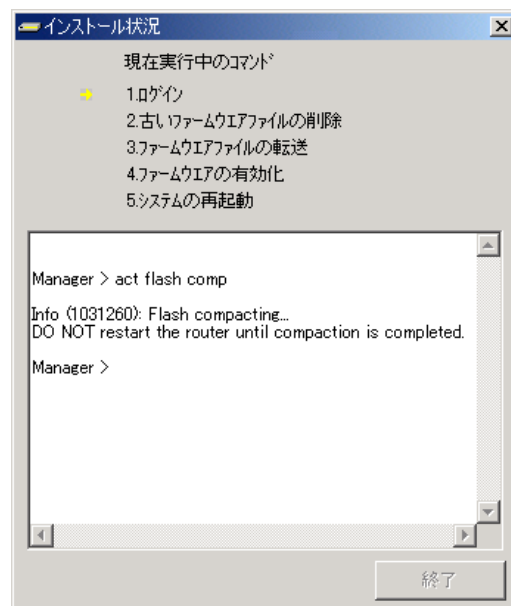 インストール状況
現在実行中のｺﾏﾝﾄﾞ
1.ﾛｸﾞｲﾝ
2.古いﾌｧｰﾑｳｴｱﾌｧｲﾙの削除
3.ﾌｧｰﾑｳｴｱﾌｧｲﾙの転送
4.ﾌｧｰﾑｳｴｱの有効化
5.ｼｽﾃﾑの再起動
Manager > act flash comp
Info (1031260): Flash compacting...
DO NOT restart the router until compaction is completed.
Manager >
終了